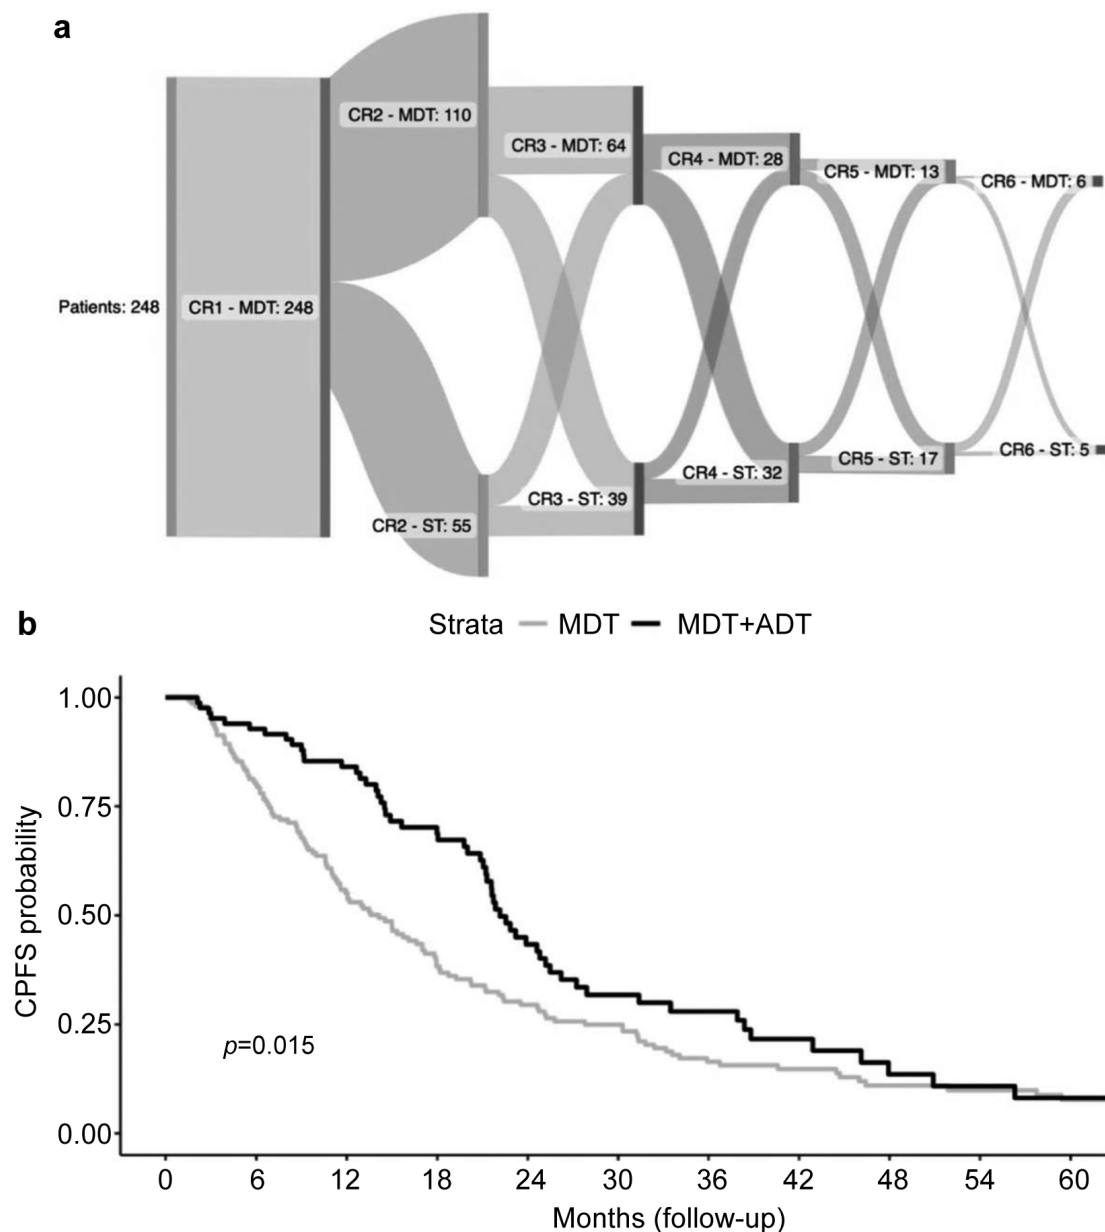 a
CR2 - MDT: 110
CR3 - MDT: 64
CR4 - MDT: 28
CR5 - MDT: 13
CR6 - MDT: 6
Patients: 248
CR1 - MDT: 248
CR2 - ST: 55
CR3 - ST: 39
CR4 - ST: 32
CR5 - ST: 17
CR6 - ST: 5
b
Strata MDT MDT+ADT
CPFS probability
1.00
0.75
0.50
0.25
0.00
p=0.015
0 6 12 18 24 30 36 42 48 54 60
Months (follow-up)